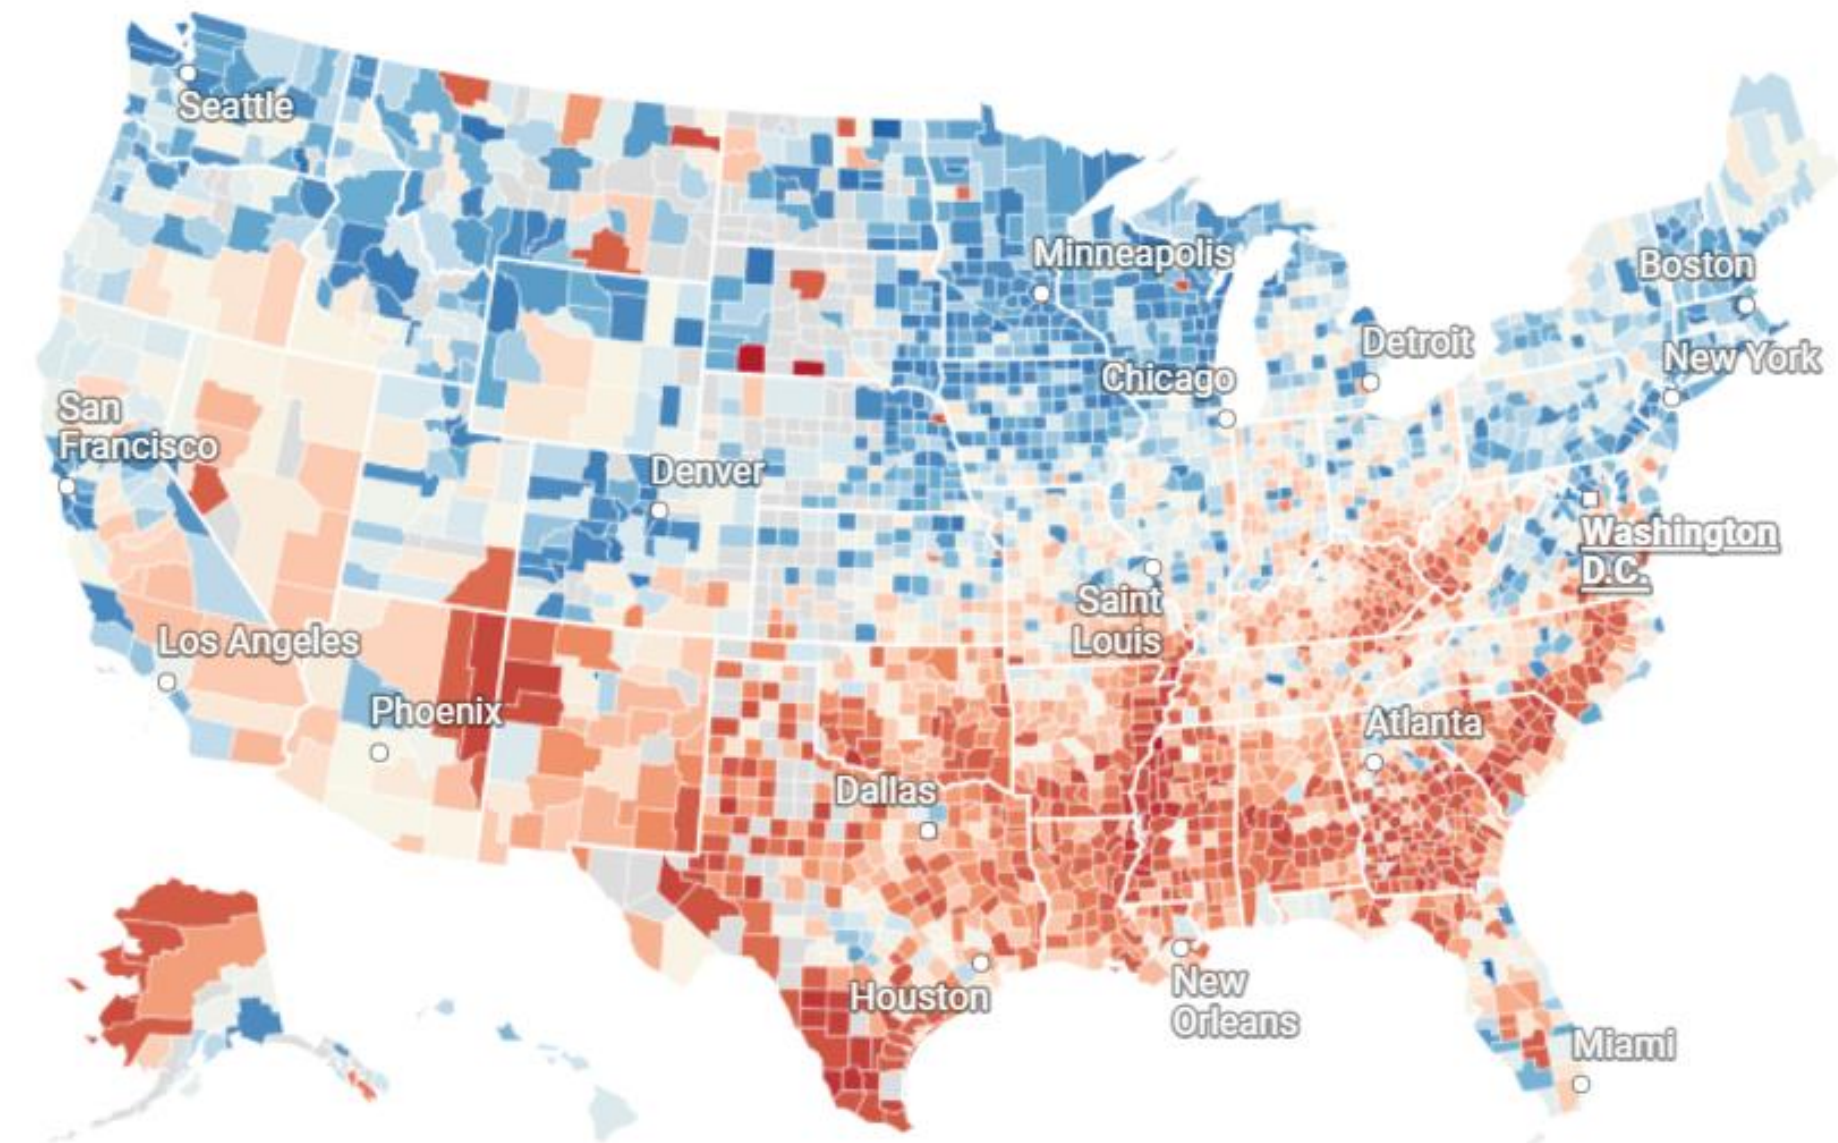 Seattle
Minneapolis
Boston
Detroit
New York
Chicago
San
Francisco
Denver
Washington
D.C.
Saint
Louis
Los Angeles
Phoenix
Atlanta
Dallas
Houston
New
Orleans
Miami